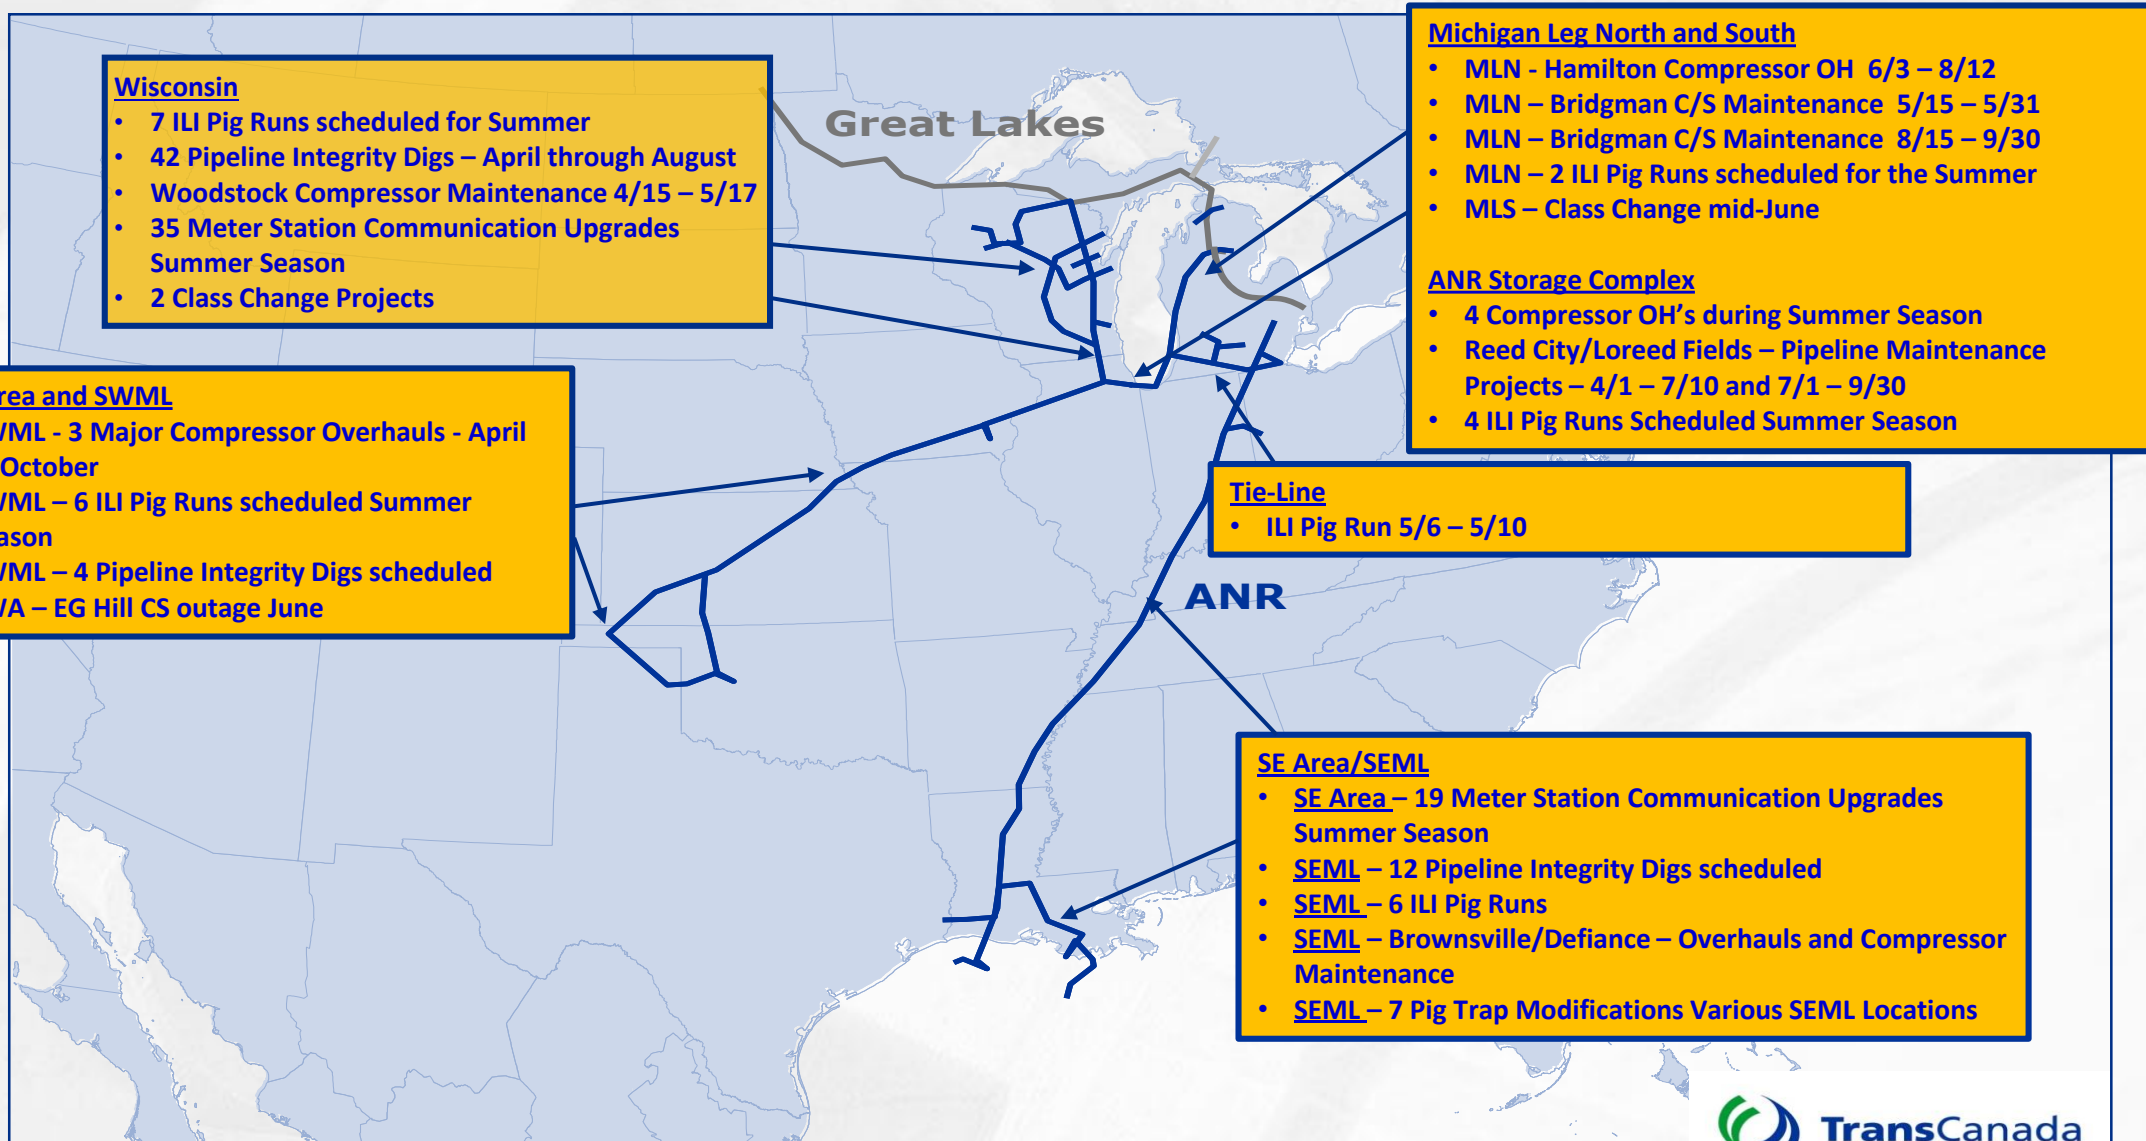 Wisconsin
• 7 ILI Pig Runs scheduled for Summer
• 42 Pipeline Integrity Digs – April through August
• Woodstock Compressor Maintenance 4/15 – 5/17
• 35 Meter Station Communication Upgrades
Summer Season
• 2 Class Change Projects
Great Lakes
Michigan Leg North and South
• MLN - Hamilton Compressor OH 6/3 – 8/12
• MLN – Bridgman C/S Maintenance 5/15 – 5/31
• MLN – Bridgman C/S Maintenance 8/15 – 9/30
• MLN – 2 ILI Pig Runs scheduled for the Summer
• MLS – Class Change mid-June
ANR Storage Complex
• 4 Compressor OH's during Summer Season
• Reed City/Loreed Fields – Pipeline Maintenance
Projects – 4/1 – 7/10 and 7/1 – 9/30
• 4 ILI Pig Runs Scheduled Summer Season
and SWML
- 3 Major Compressor Overhauls - April
October
– 6 ILI Pig Runs scheduled Summer
– 4 Pipeline Integrity Digs scheduled
– EG Hill CS outage June
Tie-Line
• ILI Pig Run 5/6 – 5/10
ANR
SE Area/SEML
• SE Area – 19 Meter Station Communication Upgrades
Summer Season
• SEML – 12 Pipeline Integrity Digs scheduled
• SEML – 6 ILI Pig Runs
• SEML – Brownsville/Defiance – Overhauls and Compressor
Maintenance
• SEML – 7 Pig Trap Modifications Various SEML Locations
TransCanada